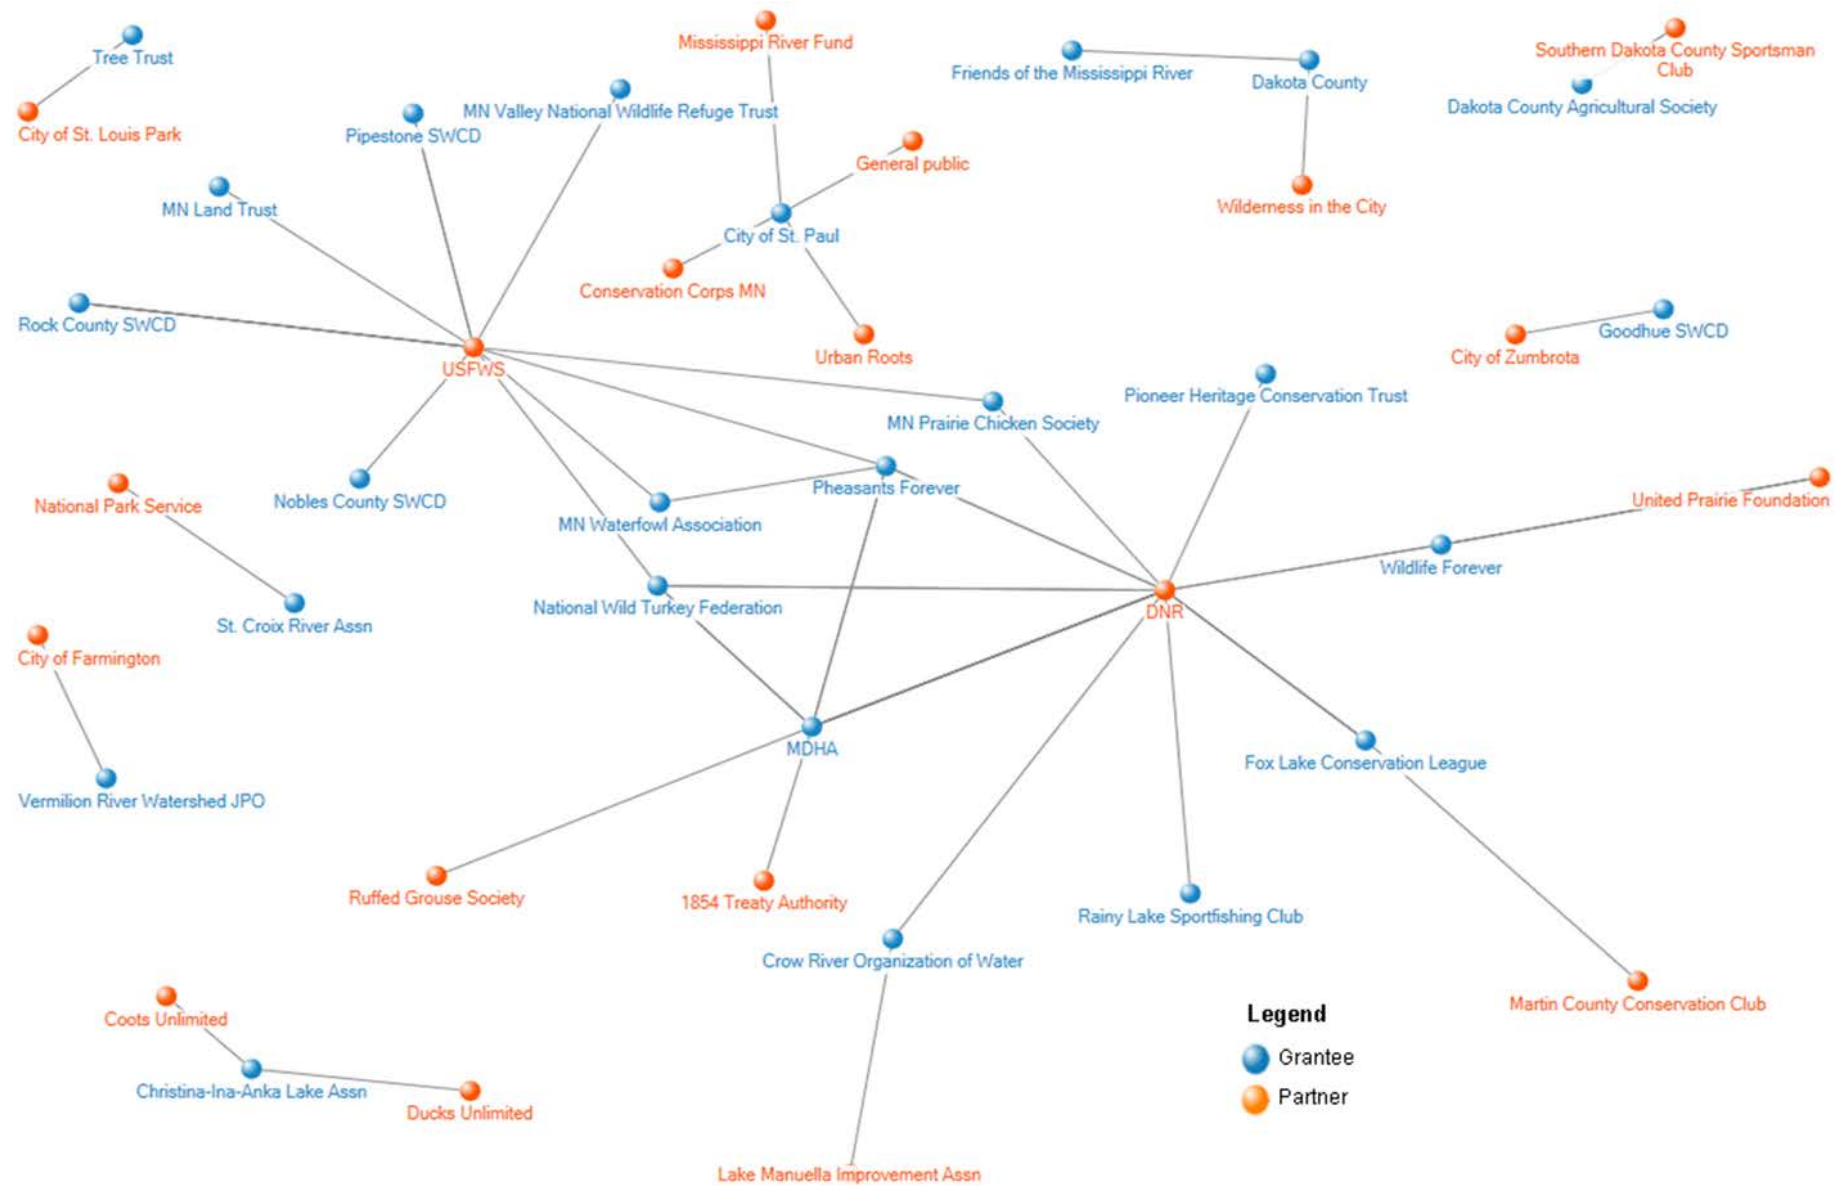 Mississippi River Fund
Tree Trust
Southern Dakota County Sportsman
Club
Friends of the Mississippi River
Dakota County
Dakota County Agricultural Society
MN Valley National Wildlife Refuge Trust
City of St. Louis Park
Pipestone SWCD
General public
MN Land Trust
Wilderness in the City
City of St. Paul
Conservation Corps MN
Rock County SWCD
Goodhue SWCD
Urban Roots
City of Zumbrota
USFWS
Pioneer Heritage Conservation Trust
MN Prairie Chicken Society
Pheasants Forever
Nobles County SWCD
United Prairie Foundation
National Park Service
MN Waterfowl Association
Wildlife Forever
National Wild Turkey Federation
DNR
St. Croix River Assn
City of Farmington
MDHA
Fox Lake Conservation League
Vermilion River Watershed JPO
Ruffed Grouse Society
1854 Treaty Authority
Rainy Lake Sportfishing Club
Crow River Organization of Water
Martin County Conservation Club
Legend
Coots Unlimited
Grantee
Christina-Ina-Anka Lake Assn
Partner
Ducks Unlimited
Lake Manuella Improvement Assn